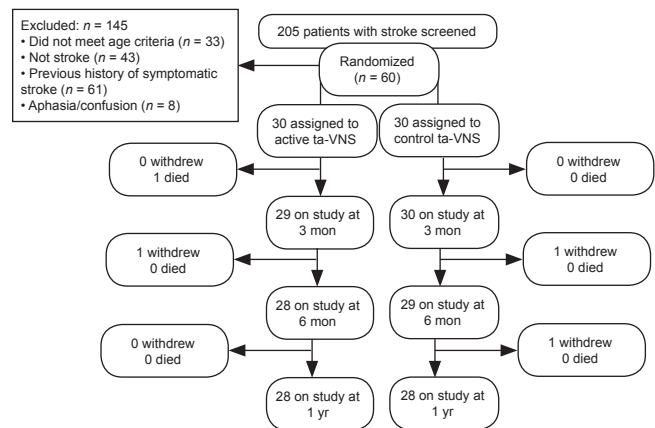 Excluded: n = 145
• Did not meet age criteria (n = 33)
• Not stroke (n = 43)
• Previous history of symptomatic
stroke (n = 61)
• Aphasia/confusion (n = 8)
205 patients with stroke screened
Randomized
(n = 60)
30 assigned to
active ta-VNS
30 assigned to
control ta-VNS
0 withdrew
1 died
0 withdrew
0 died
29 on study at
3 mon
30 on study at
3 mon
1 withdrew
0 died
1 withdrew
0 died
28 on study at
6 mon
29 on study at
6 mon
0 withdrew
0 died
1 withdrew
0 died
28 on study at
1 yr
28 on study at
1 yr